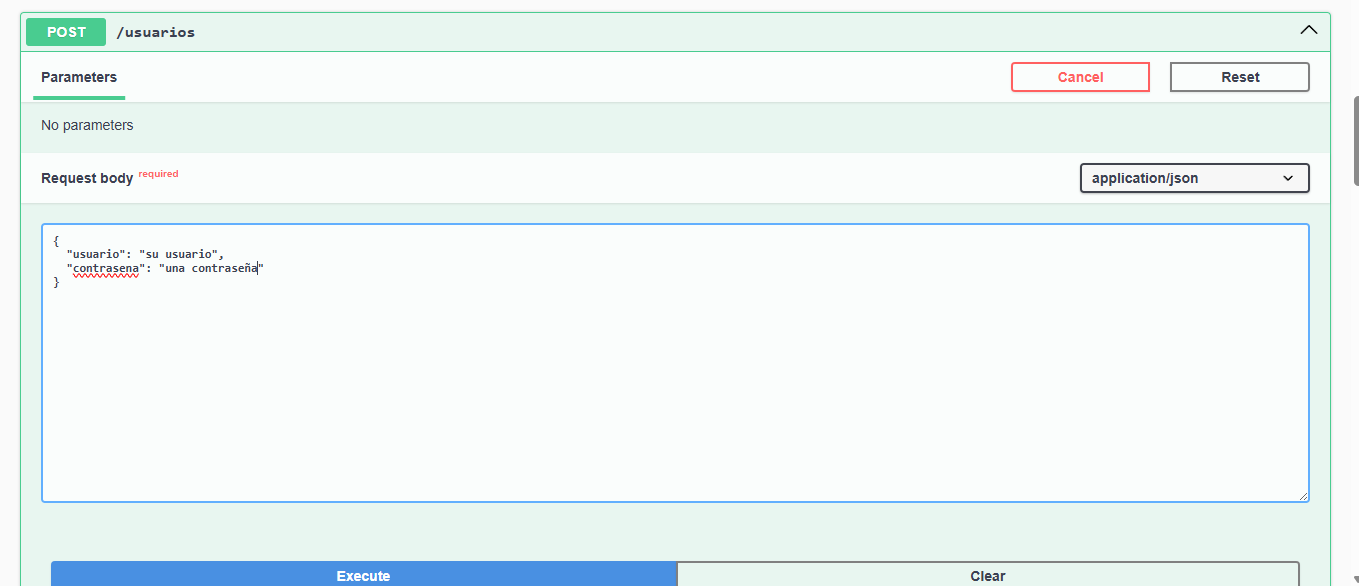 POST /usuarios
Parameters
Cancel
Reset
No parameters
Request body required
application/json
{
  "usuario": "su usuario",
  "contrasena": "una contraseña"
}
Execute
Clear